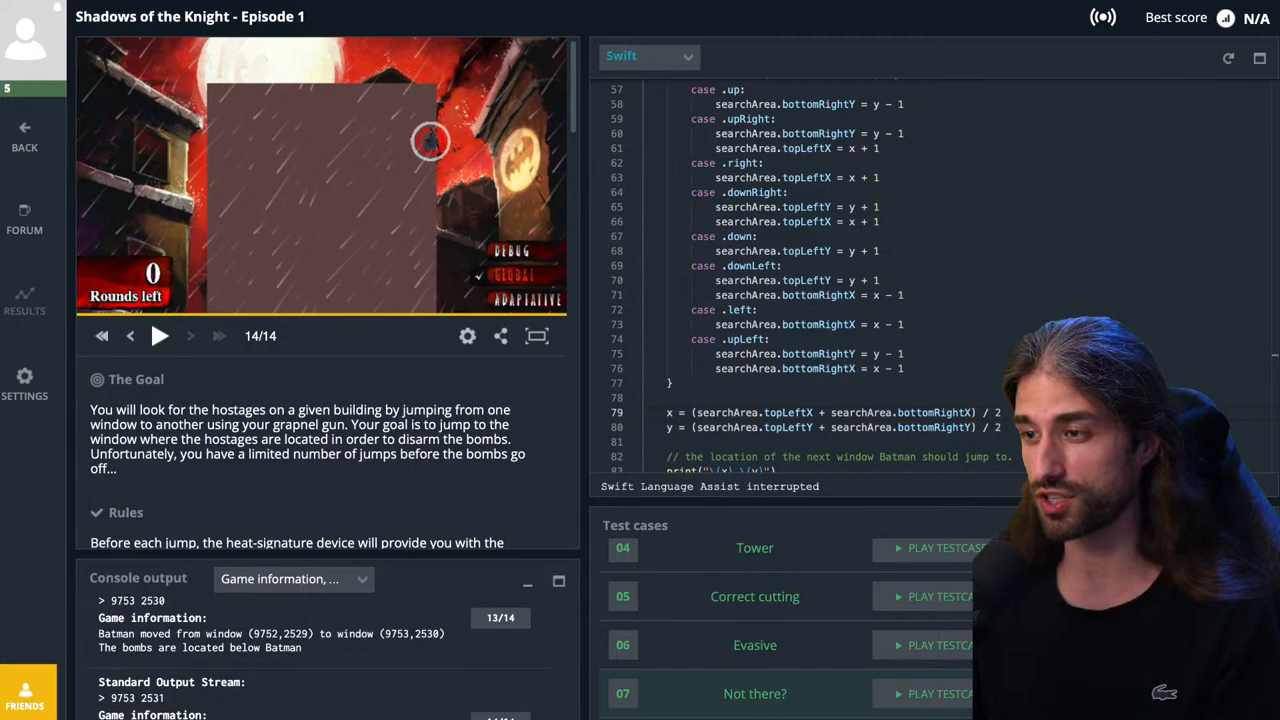 Shadows of the Knight - Episode 1
Best score N/A
5
BACK
FORUM
RESULTS
SETTINGS
FRIENDS
0
Rounds left
DEBUG
GLOBAL
ADAPTATIVE
14/14
The Goal
You will look for the hostages on a given building by jumping from one
window to another using your grapnel gun. Your goal is to jump to the
window where the hostages are located in order to disarm the bombs.
Unfortunately, you have a limited number of jumps before the bombs go
off...
Rules
Before each jump, the heat-signature device will provide you with the
Console output
Game information, ...
> 9753 2530
Game information:
13/14
Batman moved from window (9752,2529) to window (9753,2530)
The bombs are located below Batman
Standard Output Stream:
> 9753 2531
Game information:
Swift
57 case .up:
58 searchArea.bottomRightY = y - 1
59 case .upRight:
60 searchArea.bottomRightY = y - 1
61 searchArea.topLeftX = x + 1
62 case .right:
63 searchArea.topLeftX = x + 1
64 case .downRight:
65 searchArea.topLeftY = y + 1
66 searchArea.topLeftX = x + 1
67 case .down:
68 searchArea.topLeftY = y + 1
69 case .downLeft:
70 searchArea.topLeftY = y + 1
71 searchArea.bottomRightX = x - 1
72 case .left:
73 searchArea.bottomRightX = x - 1
74 case .upLeft:
75 searchArea.bottomRightY = y - 1
76 searchArea.bottomRightX = x - 1
77 }
78
79 x = (searchArea.topLeftX + searchArea.bottomRightX) / 2
80 y = (searchArea.topLeftY + searchArea.bottomRightY) / 2
81
82 // the location of the next window Batman should jump to.
83 print("\(x) \(y)")
Swift Language Assist interrupted
Test cases
04 Tower PLAY TESTCASE
05 Correct cutting PLAY TESTCA
06 Evasive PLAY TESTCA
07 Not there? PLAY TESTCA